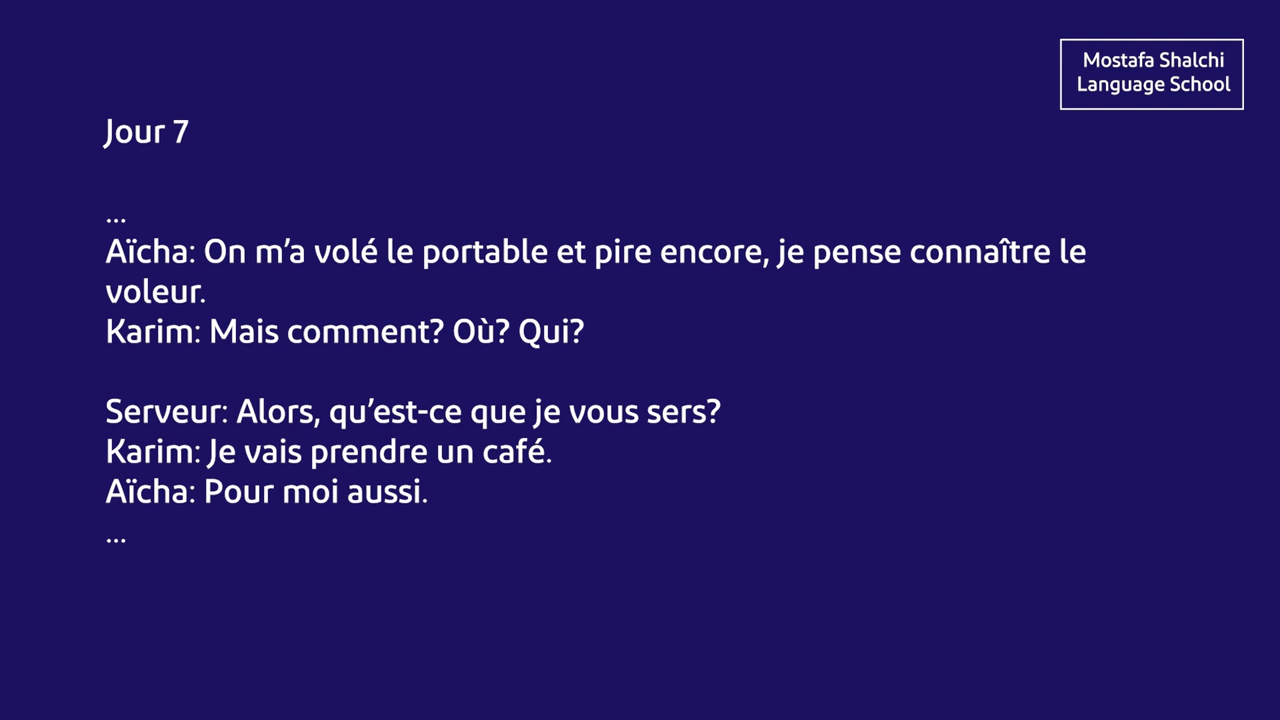 Mostafa Shalchi
Language School
Jour 7
...
Aïcha: On m’a volé le portable et pire encore, je pense connaître le
voleur.
Karim: Mais comment? Où? Qui?
Serveur: Alors, qu’est-ce que je vous sers?
Karim: Je vais prendre un café.
Aïcha: Pour moi aussi.
...